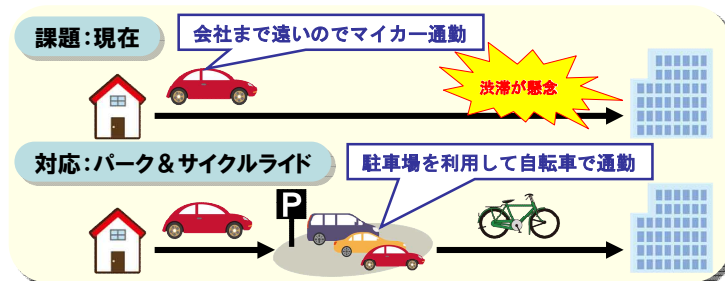 課題：現在
会社まで遠いのでマイカー通勤
渋滞が懸念
対応：パーク＆サイクルライド
駐車場を利用して自転車で通勤
P